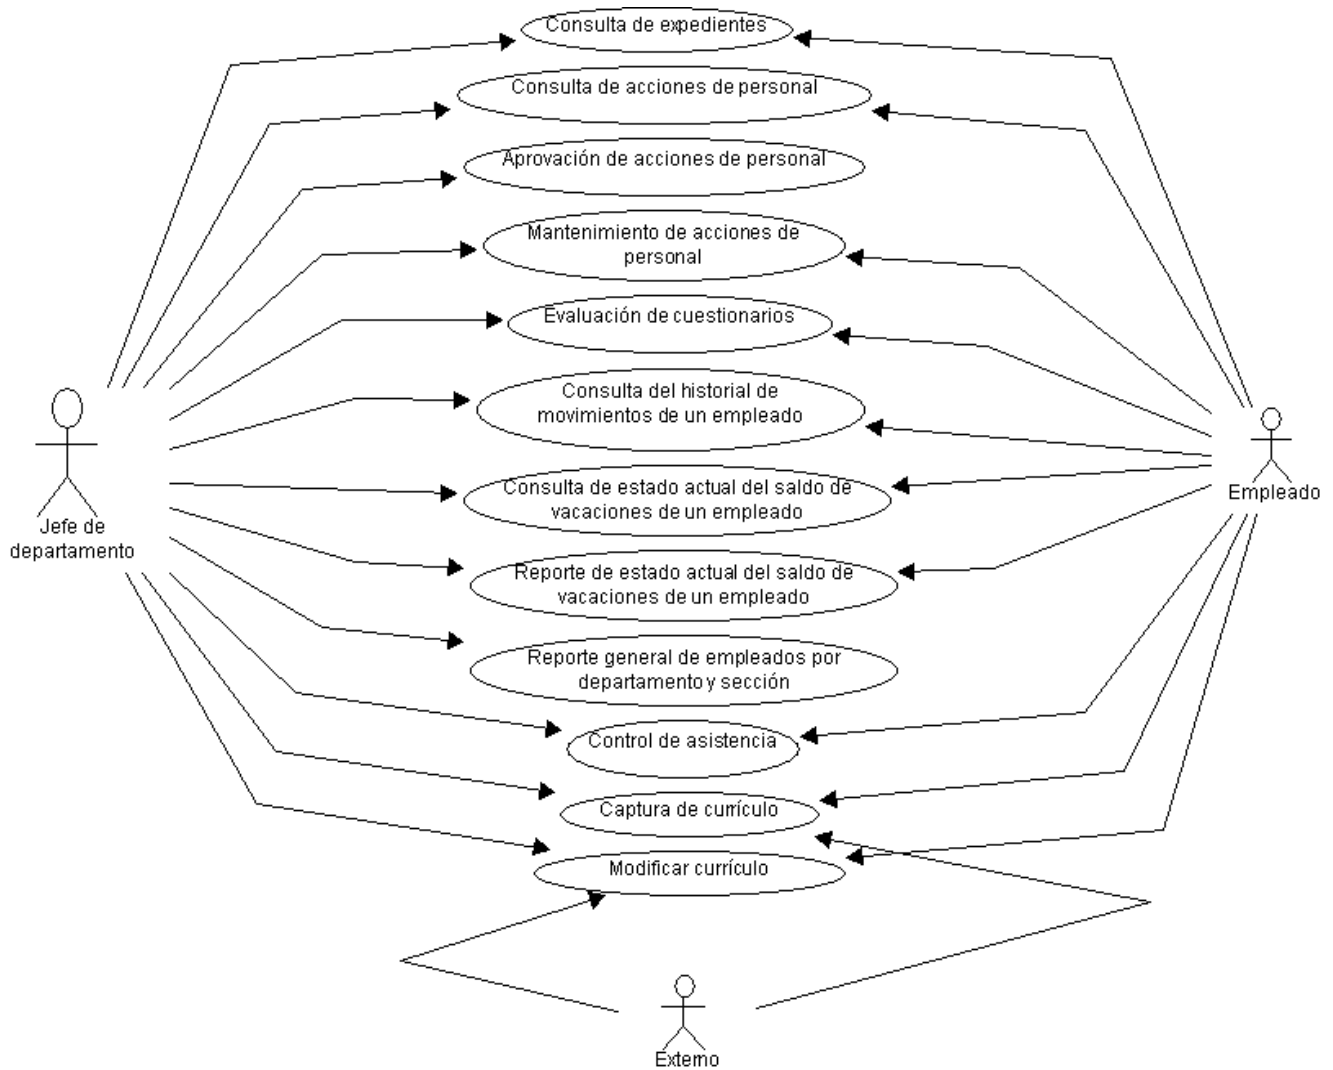 Consulta de expedientes
Consulta de acciones de personal
Aprovación de acciones de personal
Mantenimiento de acciones de
personal
Evaluación de cuestionarios
Consulta del historial de
movimientos de un empleado
Consulta de estado actual del saldo de
vacaciones de un empleado
Reporte de estado actual del saldo de
vacaciones de un empleado
Reporte general de empleados por
departamento y sección
Control de asistencia
Captura de currículo
Modificar currículo
Jefe de
departamento
Empleado
Externo